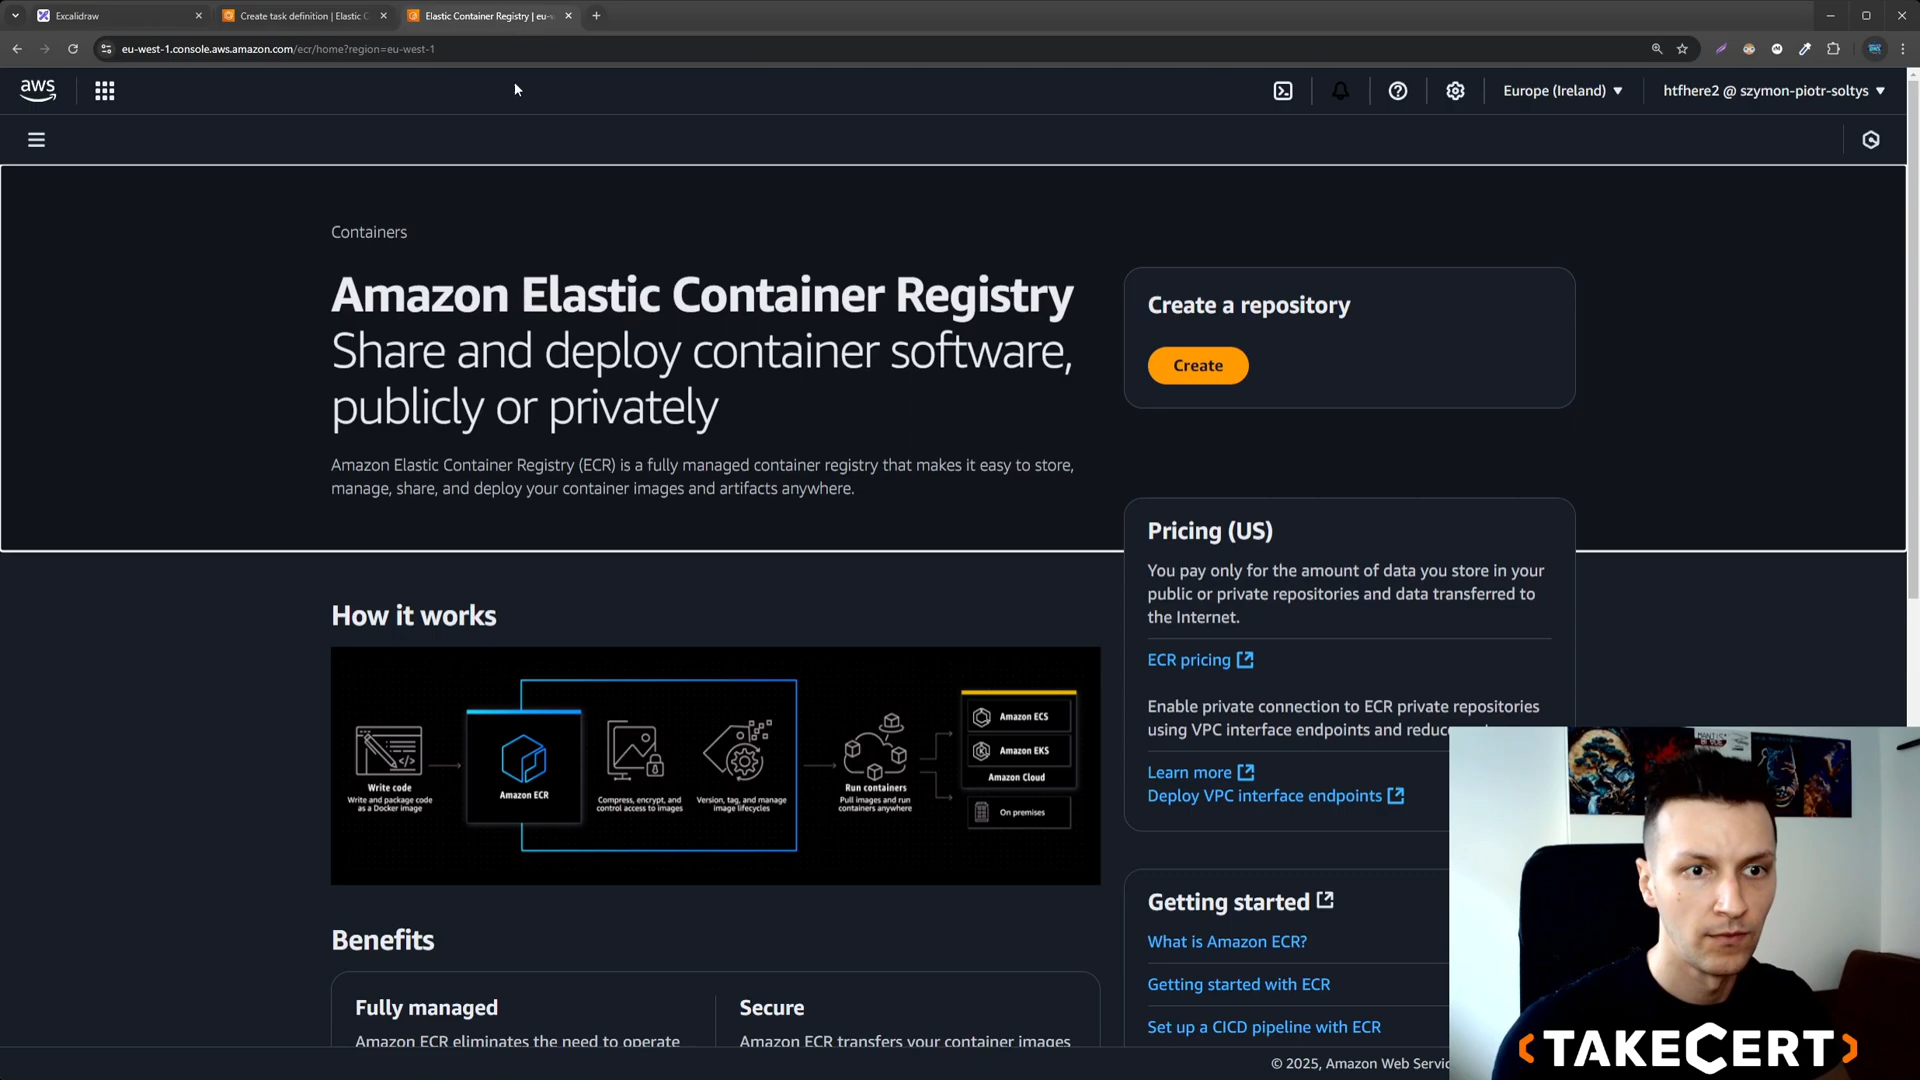 Excalidraw
Create task definition | Elastic C
Elastic Container Registry | eu-w
eu-west-1.console.aws.amazon.com/ecr/home?region=eu-west-1
aws
Europe (Ireland)
htfhere2 @ szymon-piotr-soltys
Containers
Amazon Elastic Container Registry
Share and deploy container software,
publicly or privately
Amazon Elastic Container Registry (ECR) is a fully managed container registry that makes it easy to store,
manage, share, and deploy your container images and artifacts anywhere.
Create a repository
Create
Pricing (US)
You pay only for the amount of data you store in your
public or private repositories and data transferred to
the Internet.
ECR pricing
Enable private connection to ECR private repositories
using VPC interface endpoints and reduce
Learn more
Deploy VPC interface endpoints
How it works
Write code
Write and package code
as a Docker image
Amazon ECR
Compress, encrypt, and
control access to images
Version, tag, and manage
image lifecycles
Run containers
Pull images and run
containers anywhere
Amazon ECS
Amazon EKS
Amazon Cloud
On premises
Getting started
What is Amazon ECR?
Getting started with ECR
Set up a CICD pipeline with ECR
Benefits
Fully managed
Amazon ECR eliminates the need to operate
Secure
Amazon ECR transfers your container images
© 2025, Amazon Web Servic
TAKECERT